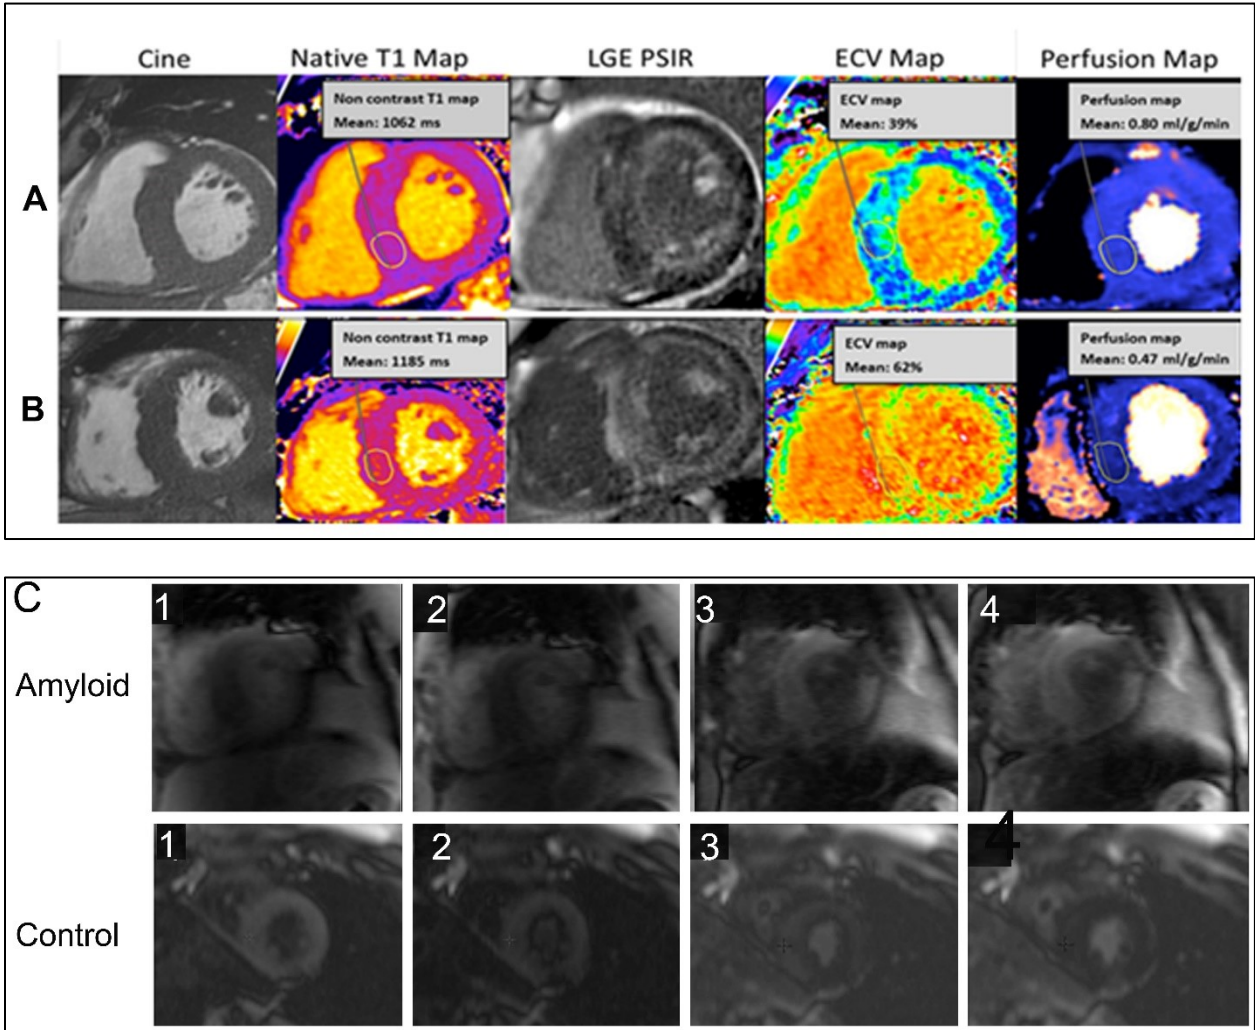 Cine Native T1 Map LGE PSIR ECV Map Perfusion Map
A
Non contrast T1 map
Mean: 1062 ms
ECV map
Mean: 39%
Perfusion map
Mean: 0.80 ml/g/min
B
Non contrast T1 map
Mean: 1185 ms
ECV map
Mean: 62%
Perfusion map
Mean: 0.47 ml/g/min
C
Amyloid
1 2 3 4
Control
1 2 3 4